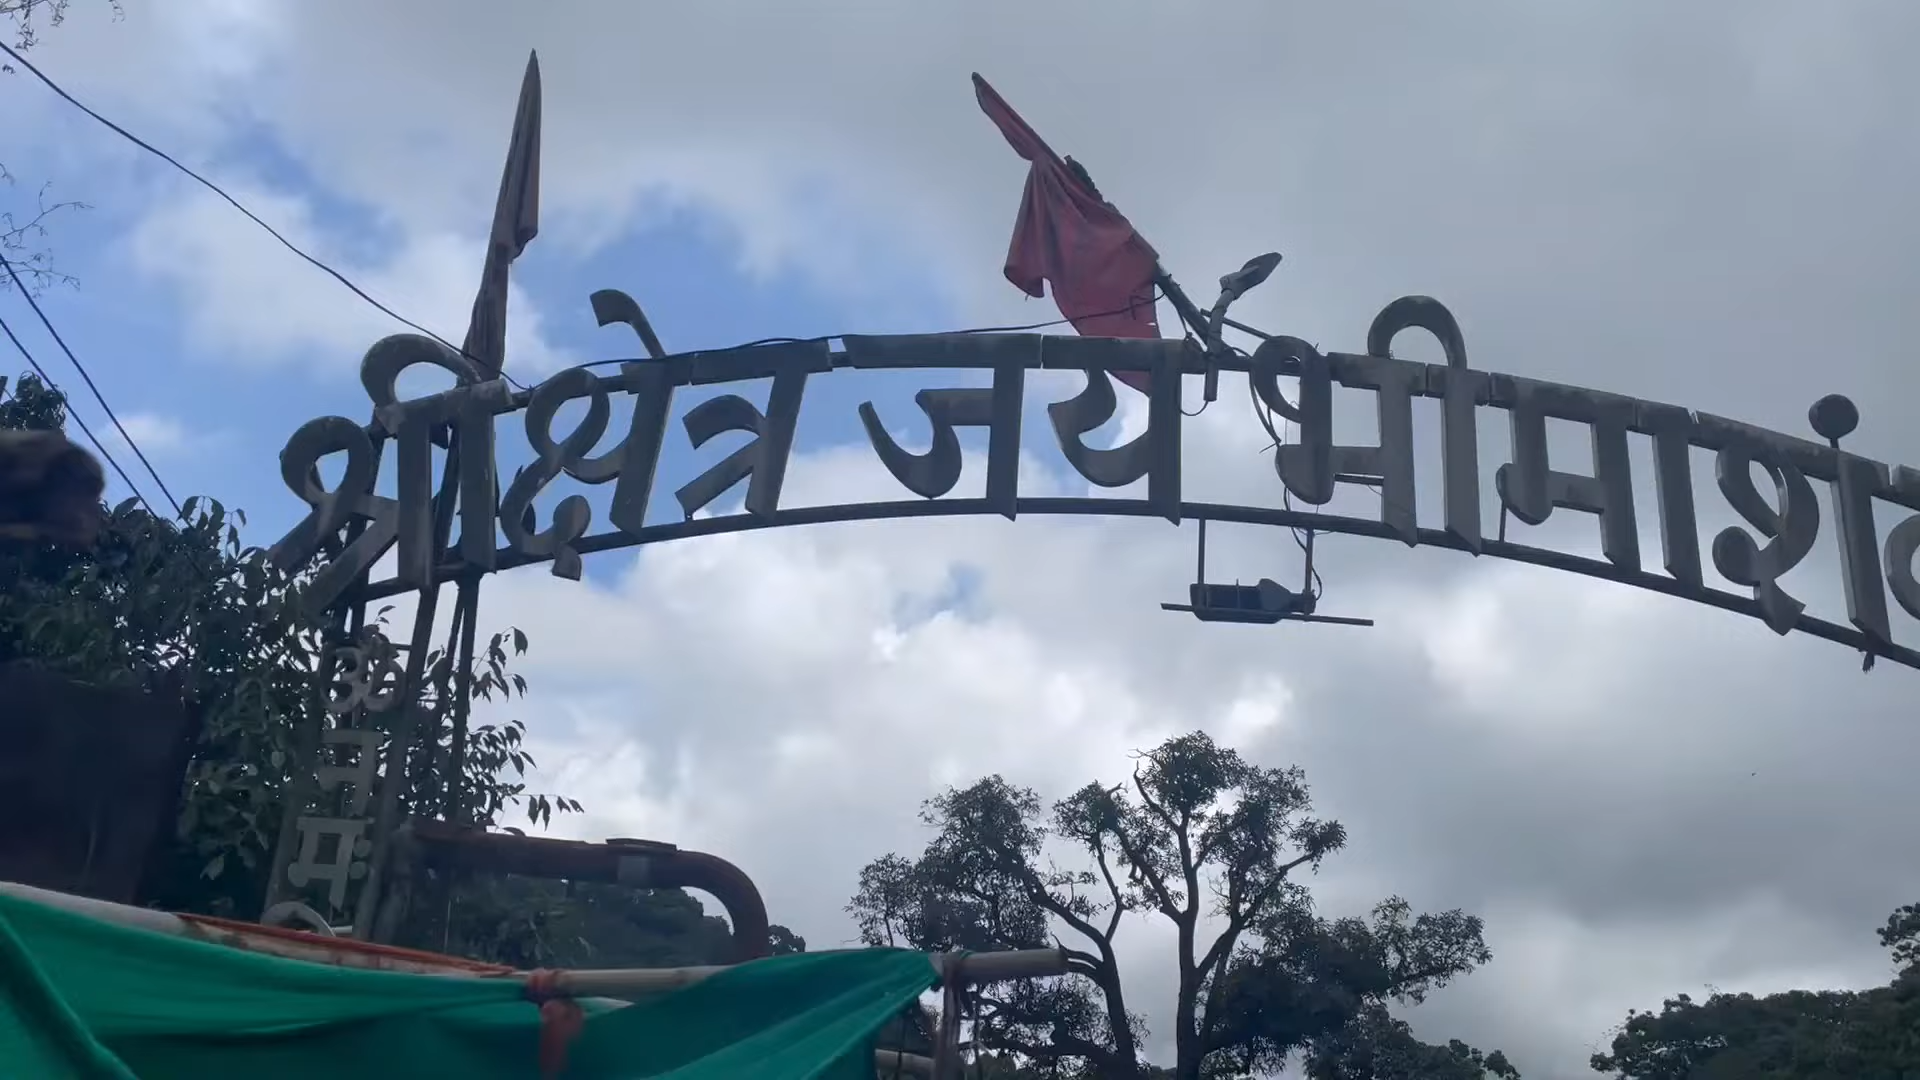 श्री क्षेत्र जय भीमाशं
ॐ
न
मः